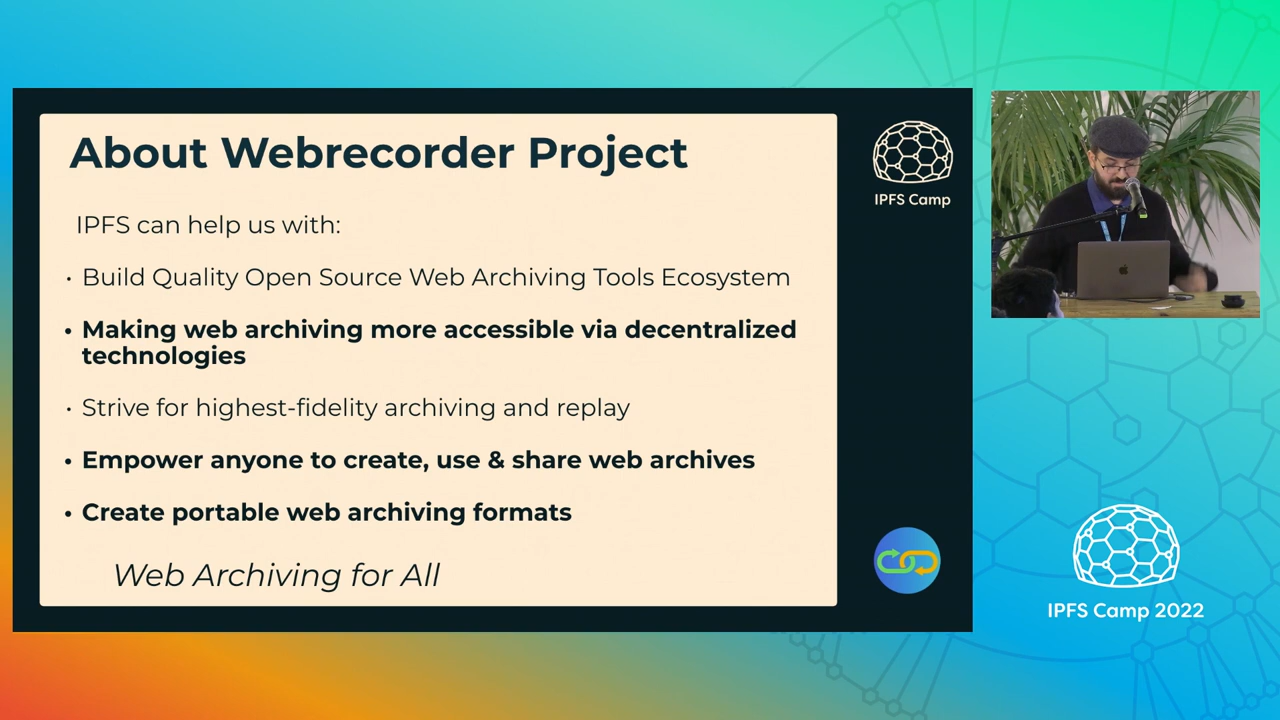 About Webrecorder Project
IPFS can help us with:
• Build Quality Open Source Web Archiving Tools Ecosystem
• Making web archiving more accessible via decentralized
technologies
• Strive for highest-fidelity archiving and replay
• Empower anyone to create, use & share web archives
• Create portable web archiving formats
Web Archiving for All
IPFS Camp
IPFS Camp 2022